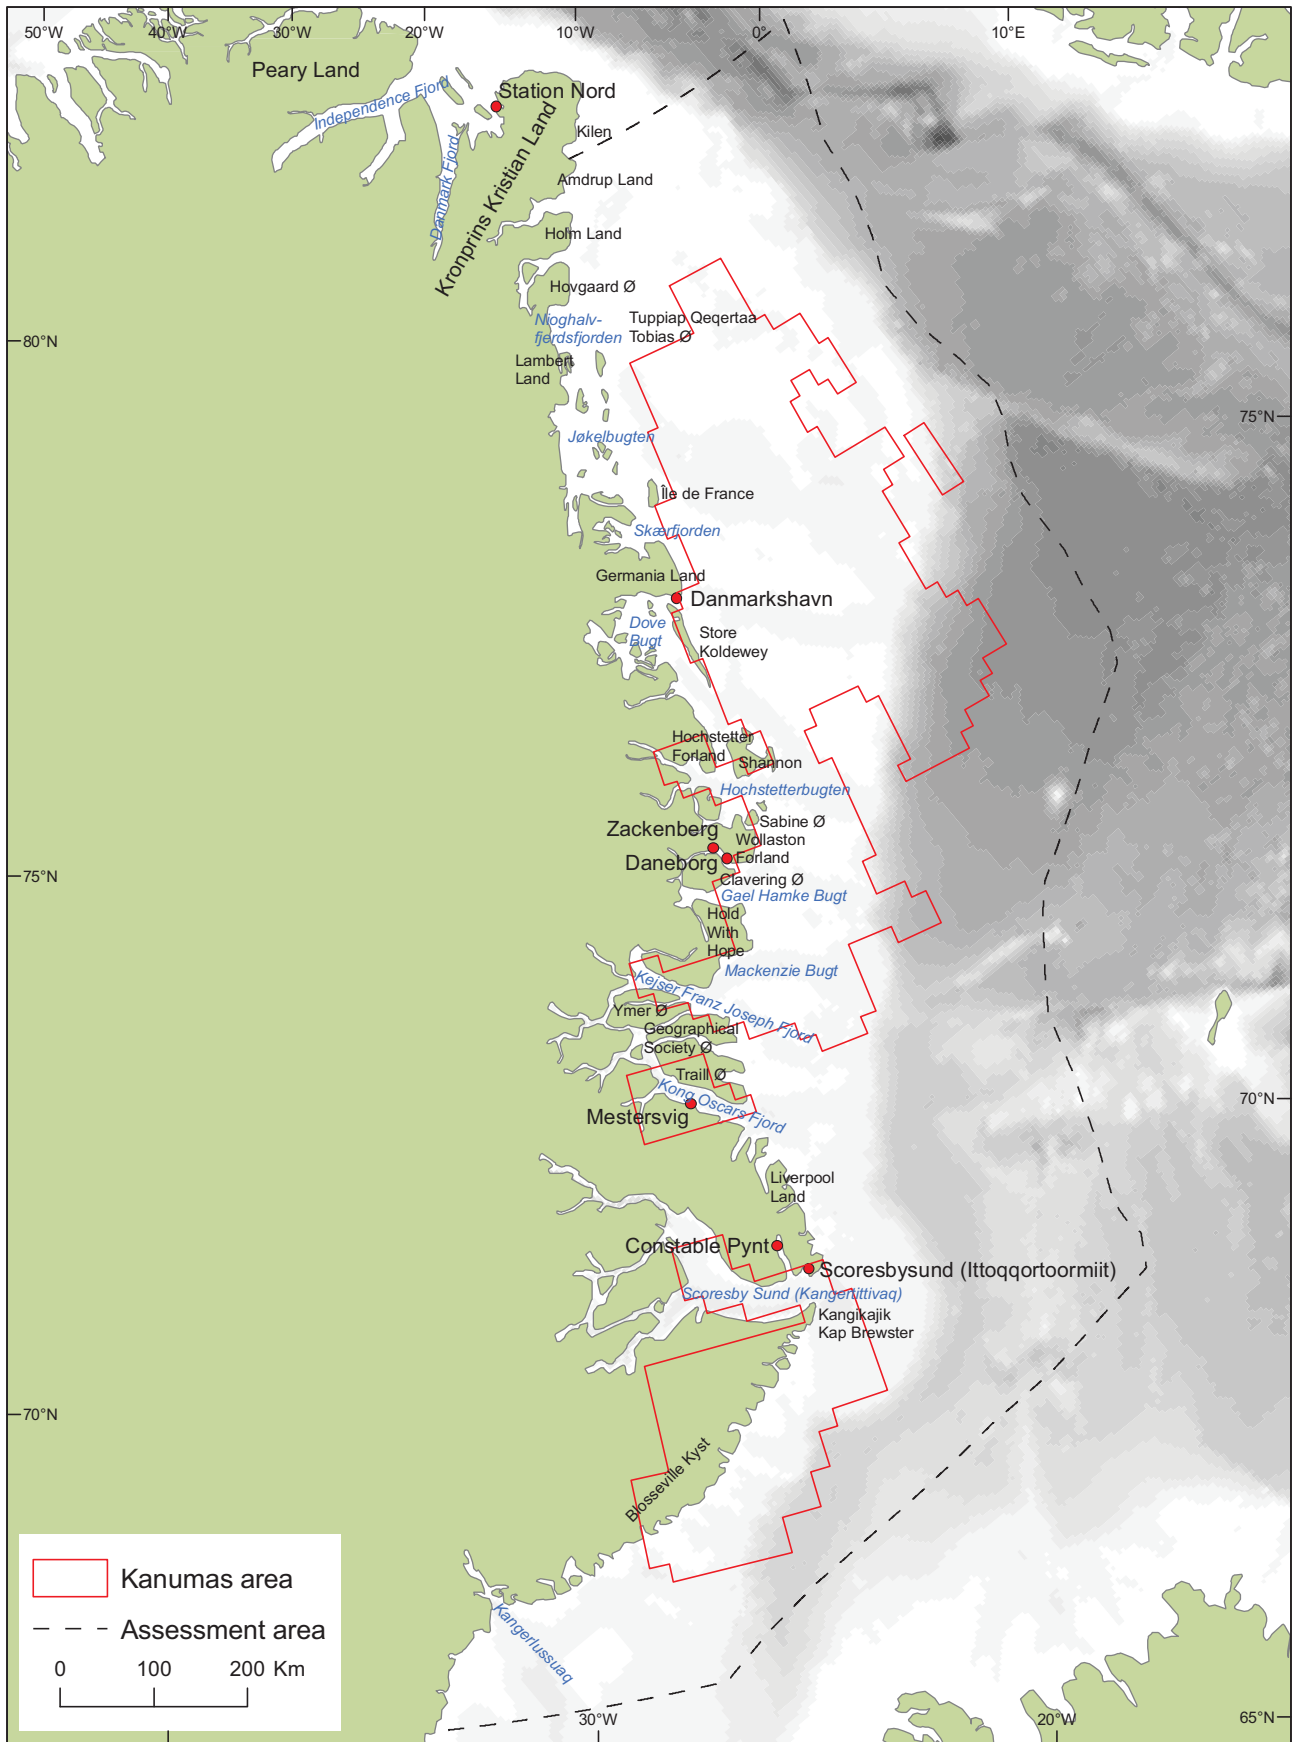 50°W
40°W
30°W
20°W
10°W
0°
10°E
Peary Land
Independence Fjord
Station Nord
Kilen
Danmark Fjord
Kronprins Kristian Land
Amdrup Land
Holm Land
Hovgaard Ø
Nioghalv-
fjerdsfjorden
Tuppiap Qeqertaa
Tobias Ø
80°N
Lambert
Land
75°N
Jøkelbugten
Île de France
Skærfjorden
Germania Land
Danmarkshavn
Dove
Bugt
Store
Koldewey
Hochstetter
Forland
Shannon
Hochstetterbugten
Sabine Ø
Zackenberg
Wollaston
Forland
Daneborg
75°N
Clavering Ø
Gael Hamke Bugt
Hold
With
Hope
Mackenzie Bugt
Kejser Franz Joseph Fjord
Ymer Ø
Geographical
Society Ø
Traill Ø
Kong Oscars Fjord
70°N
Mestersvig
Liverpool
Land
Constable Pynt
Scoresbysund (Ittoqqortoormiit)
Scoresby Sund (Kangertittivaq)
Kangikajik
Kap Brewster
70°N
Blosseville Kyst
Kangerlussuaq
Kanumas area
Assessment area
0
100
200 Km
30°W
20°W
65°N